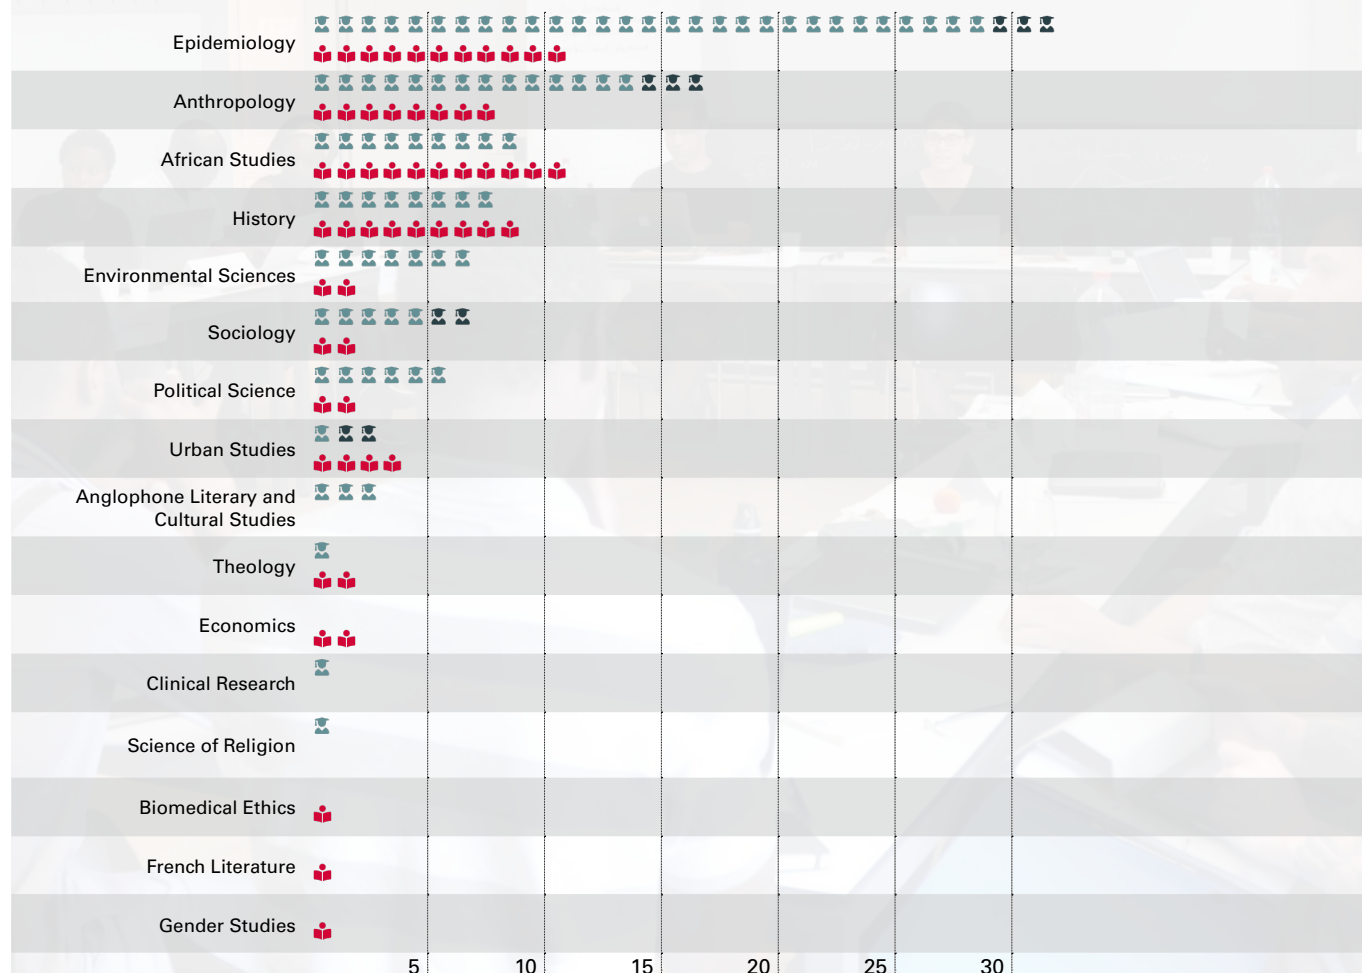 Epidemiology
Anthropology
African Studies
History
Environmental Sciences
Sociology
Political Science
Urban Studies
Anglophone Literary and
Cultural Studies
Theology
Economics
Clinical Research
Science of Religion
Biomedical Ethics
French Literature
Gender Studies
5 10 15 20 25 30